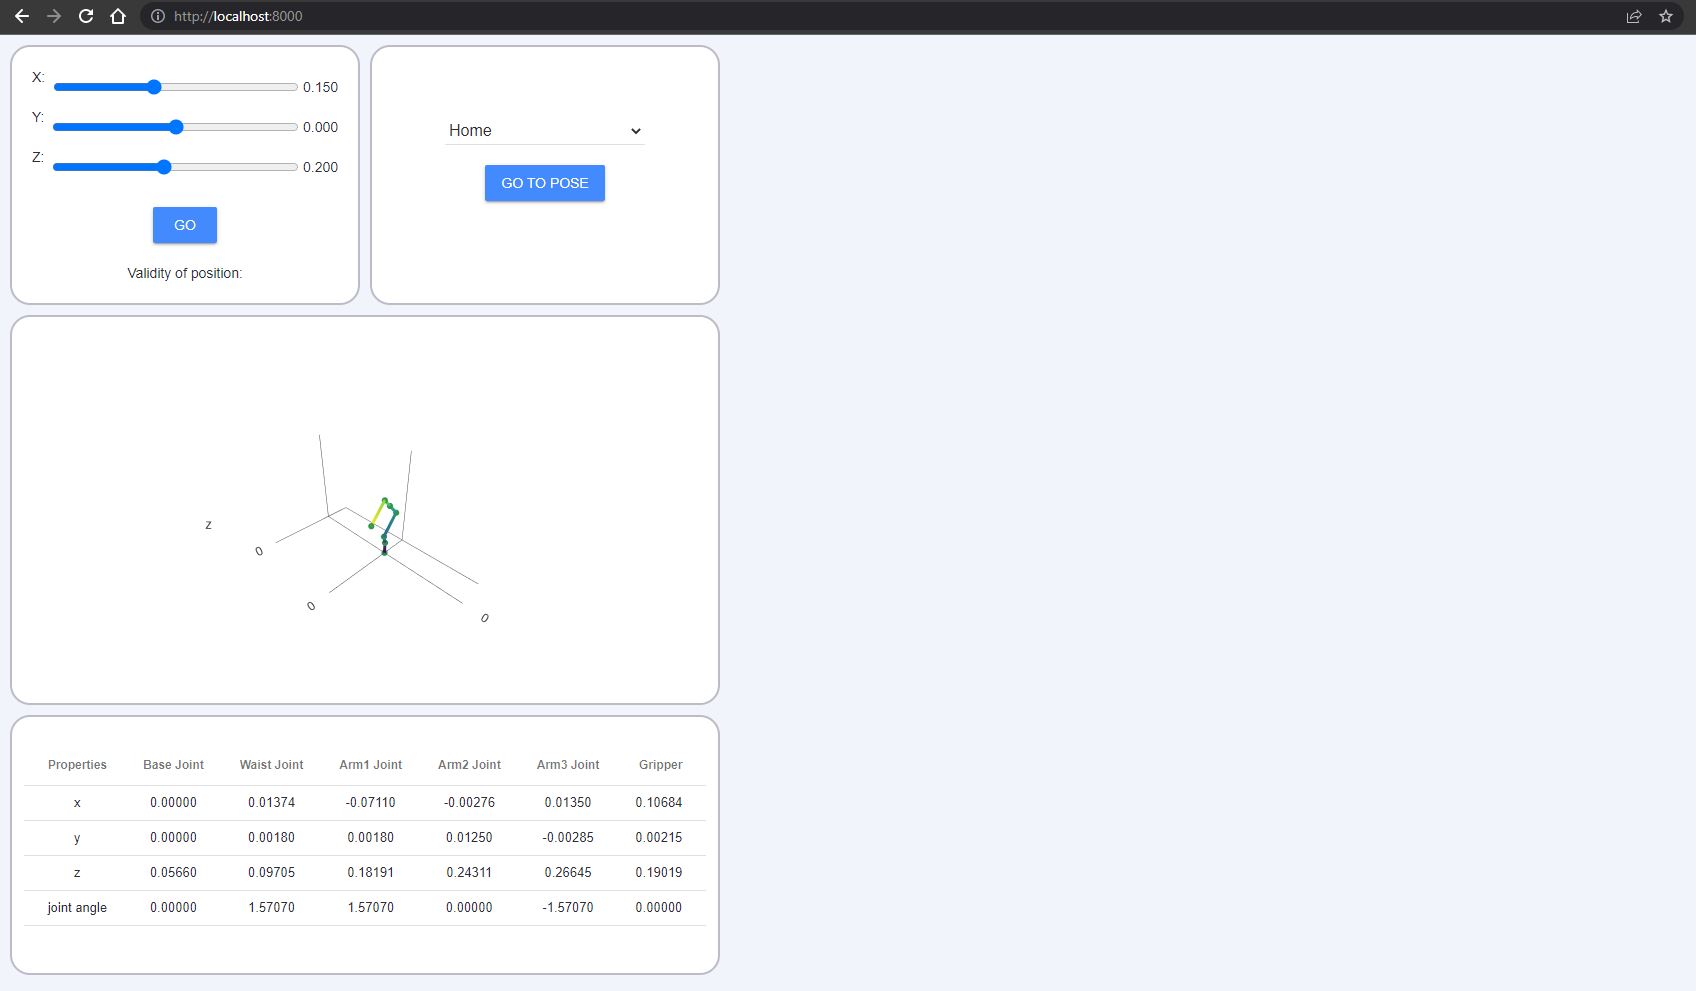 http://localhost:8000
X: 0.150
Y: 0.000
Z: 0.200
GO
Validity of position:
Home
GO TO POSE
z
0
0
0
Properties Base Joint Waist Joint Arm1 Joint Arm2 Joint Arm3 Joint Gripper
x 0.00000 0.01374 -0.07110 -0.00276 0.01350 0.10684
y 0.00000 0.00180 0.00180 0.01250 -0.00285 0.00215
z 0.05660 0.09705 0.18191 0.24311 0.26645 0.19019
joint angle 0.00000 1.57070 1.57070 0.00000 -1.57070 0.00000